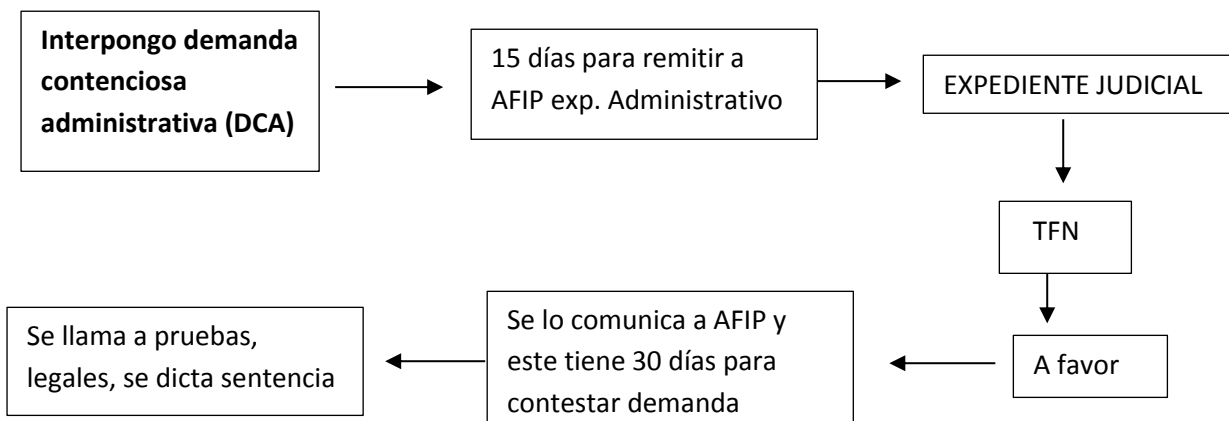 Interpongo demanda
contenciosa
administrativa (DCA)
15 días para remitir a
AFIP exp. Administrativo
EXPEDIENTE JUDICIAL
TFN
A favor
Se lo comunica a AFIP y
este tiene 30 días para
contestar demanda
Se llama a pruebas,
legales, se dicta sentencia